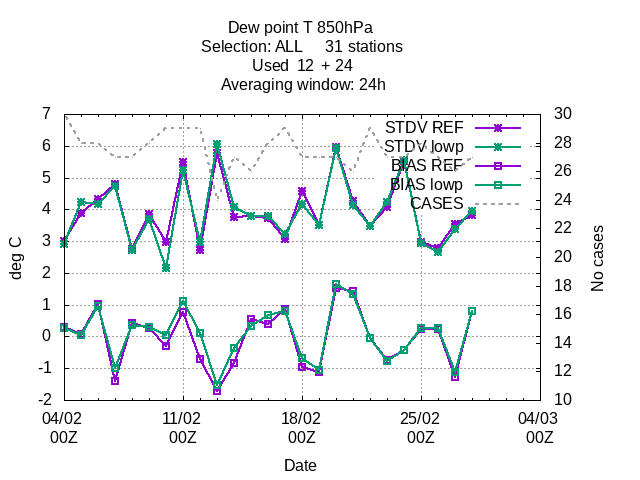 Dew point T 850hPa
Selection: ALL 31 stations
Used 12 + 24
Averaging window: 24h
7
6
5
4
3
2
1
0
-1
-2
deg C
30
28
26
24
22
20
18
16
14
12
10
No cases
STDV REF
STDV lowp
BIAS REF
BIAS lowp
CASES
04/02 11/02 18/02 25/02 04/03
00Z 00Z 00Z 00Z 00Z
Date